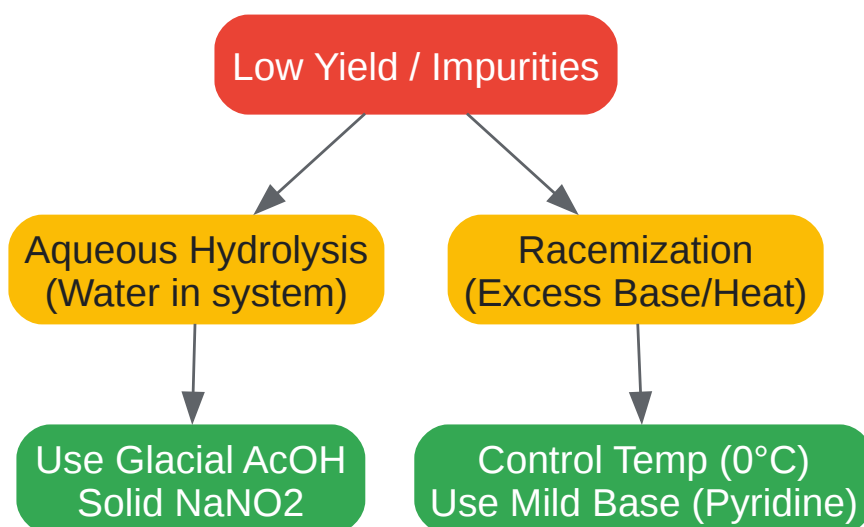 Low Yield / Impurities
Aqueous Hydrolysis
(Water in system)
Racemization
(Excess Base/Heat)
Use Glacial AcOH
Solid NaNO2
Control Temp (0°C)
Use Mild Base (Pyridine)